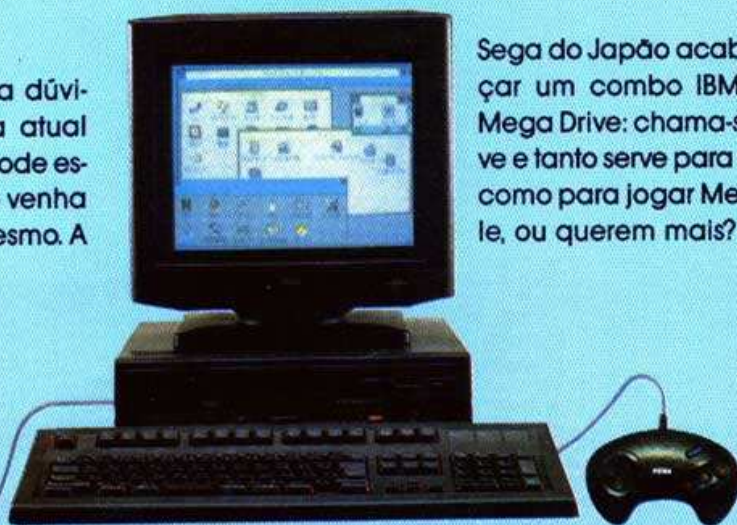 a dúvi-
a atual
ode es-
venha
esmo. A
Sega do Japão acab
çar um combo IBM
Mega Drive: chama-s
ve e tanto serve para
como para jogar Me
le, ou querem mais?
SEGA